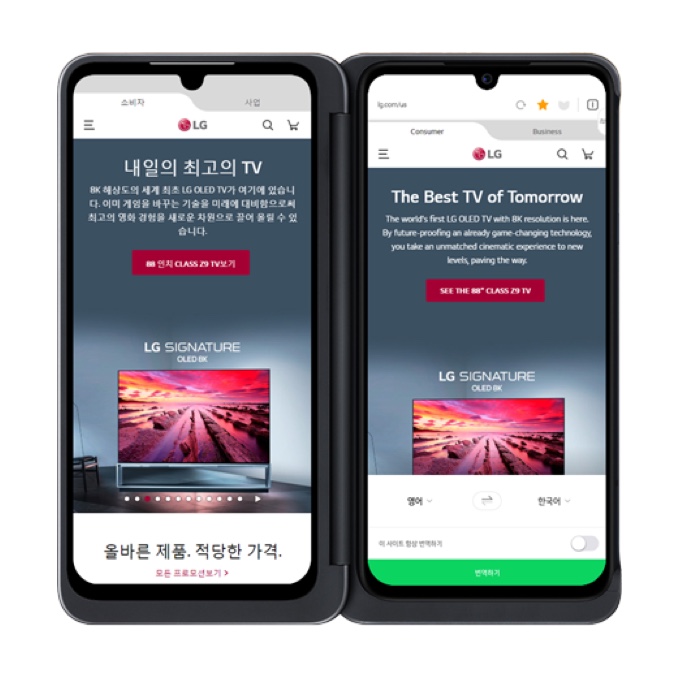 소비자
사업
LG
내일의 최고의 TV
8K 해상도의 세계 최초 LG OLED TV가 여기에 있습니
다. 이미 게임을 바꾸는 기술을 미래에 대비함으로써
최고의 영화 경험을 새로운 차원으로 끌어 올릴 수 있
습니다.
88 인치 CLASS Z9 TV보기
LG SIGNATURE
OLED 8K
올바른 제품. 적당한 가격.
모든 프로모션보기 >
lg.com/us
Consumer
Business
LG
The Best TV of Tomorrow
The world's first LG OLED TV with 8K resolution is here.
By future-proofing an already game-changing technology,
you take an unmatched cinematic experience to new
levels, paving the way.
SEE THE 88" CLASS Z9 TV
LG SIGNATURE
OLED 8K
영어
한국어
이 사이트 항상 번역하기
번역하기